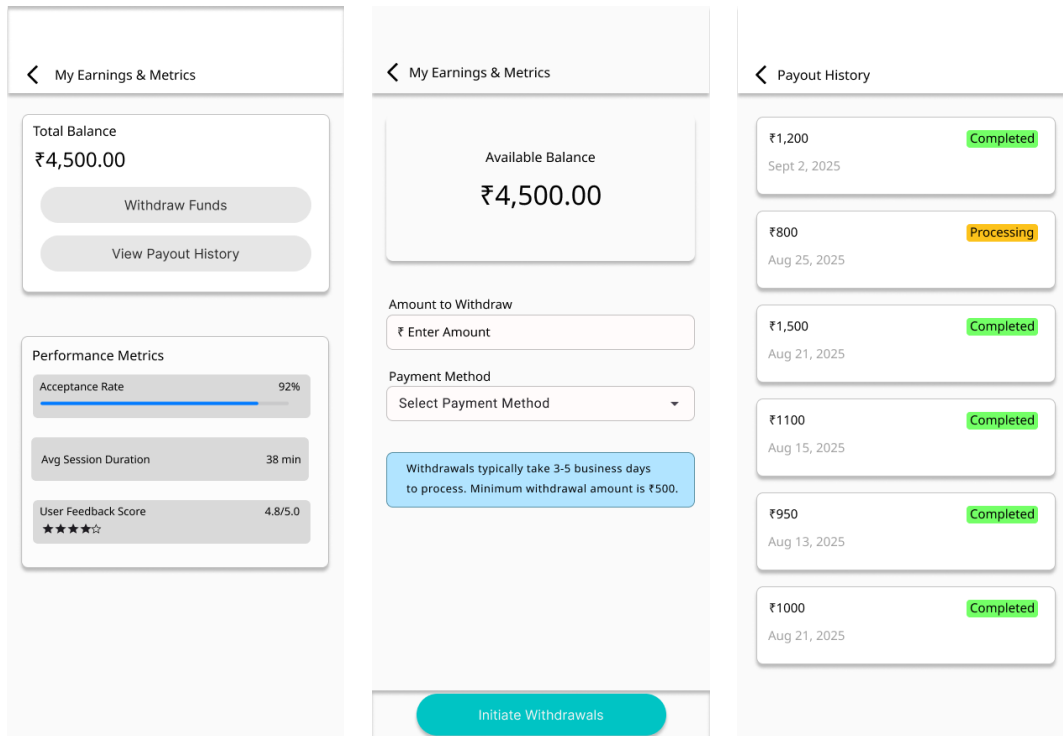 My Earnings & Metrics
Total Balance
₹4,500.00
Withdraw Funds
View Payout History
Performance Metrics
Acceptance Rate 92%
Avg Session Duration 38 min
User Feedback Score 4.8/5.0
★★★★☆
My Earnings & Metrics
Available Balance
₹4,500.00
Amount to Withdraw
₹ Enter Amount
Payment Method
Select Payment Method
Withdrawals typically take 3-5 business days
to process. Minimum withdrawal amount is ₹500.
Initiate Withdrawals
Payout History
₹1,200 Completed
Sept 2, 2025
₹800 Processing
Aug 25, 2025
₹1,500 Completed
Aug 21, 2025
₹1100 Completed
Aug 15, 2025
₹950 Completed
Aug 13, 2025
₹1000 Completed
Aug 21, 2025